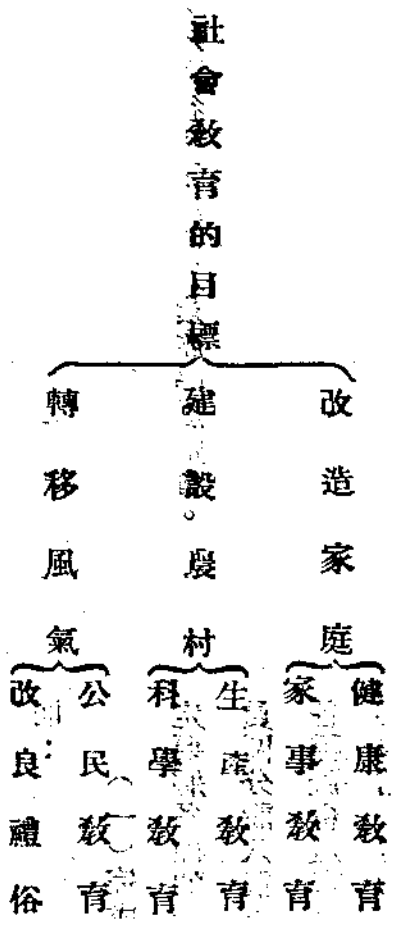 社會教育的目標
改造家庭
健康教育
家事教育
建設農村
生產教育
科學教育
轉移風氣
公民教育
改良禮俗